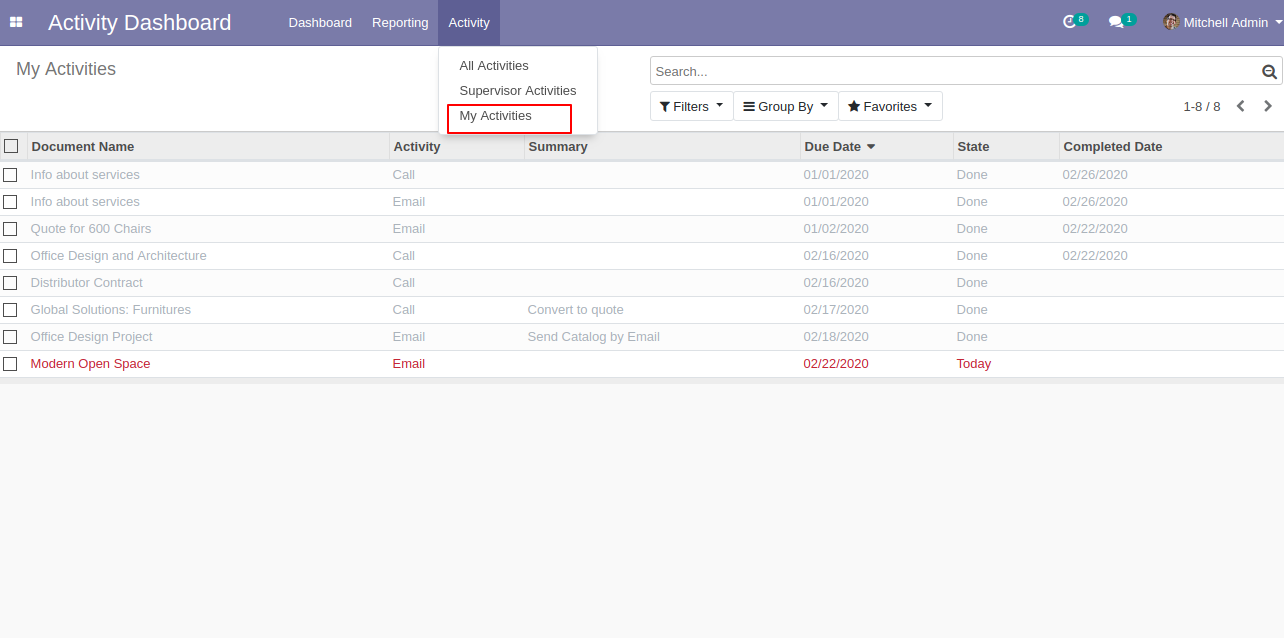 Activity Dashboard Dashboard Reporting Activity 8 1 Mitchell Admin
My Activities
All Activities
Supervisor Activities
My Activities
Search...
Filters Group By Favorites 1-8 / 8
Document Name Activity Summary Due Date State Completed Date
Info about services Call 01/01/2020 Done 02/26/2020
Info about services Email 01/01/2020 Done 02/26/2020
Quote for 600 Chairs Email 01/02/2020 Done 02/22/2020
Office Design and Architecture Call 02/16/2020 Done 02/22/2020
Distributor Contract Call 02/16/2020 Done
Global Solutions: Furnitures Call Convert to quote 02/17/2020 Done
Office Design Project Email Send Catalog by Email 02/18/2020 Done
Modern Open Space Email 02/22/2020 Today